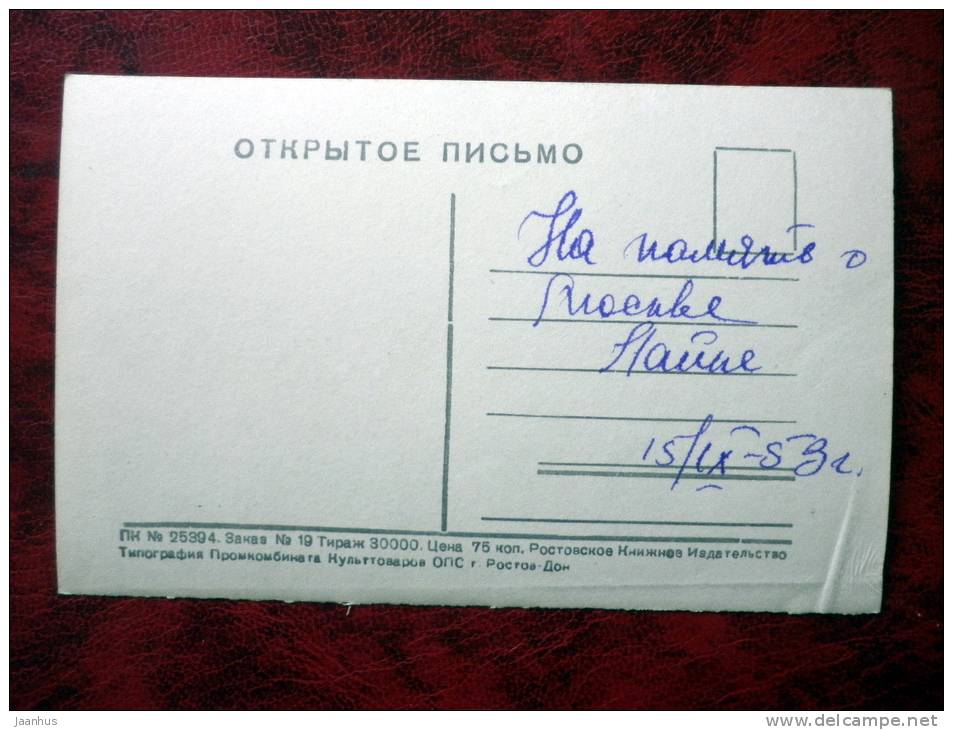 ОТКРЫТОЕ ПИСЬМО
На память о
Москве
15/IX-53г.
ПК № 25394. Заказ № 19 Тираж 30000. Цена 75 коп. Ростовское Книжное Издательство
Типография Промкомбината Культтоваров ОПС г. Ростов-Дон
jaanhus
www.delcampe.net